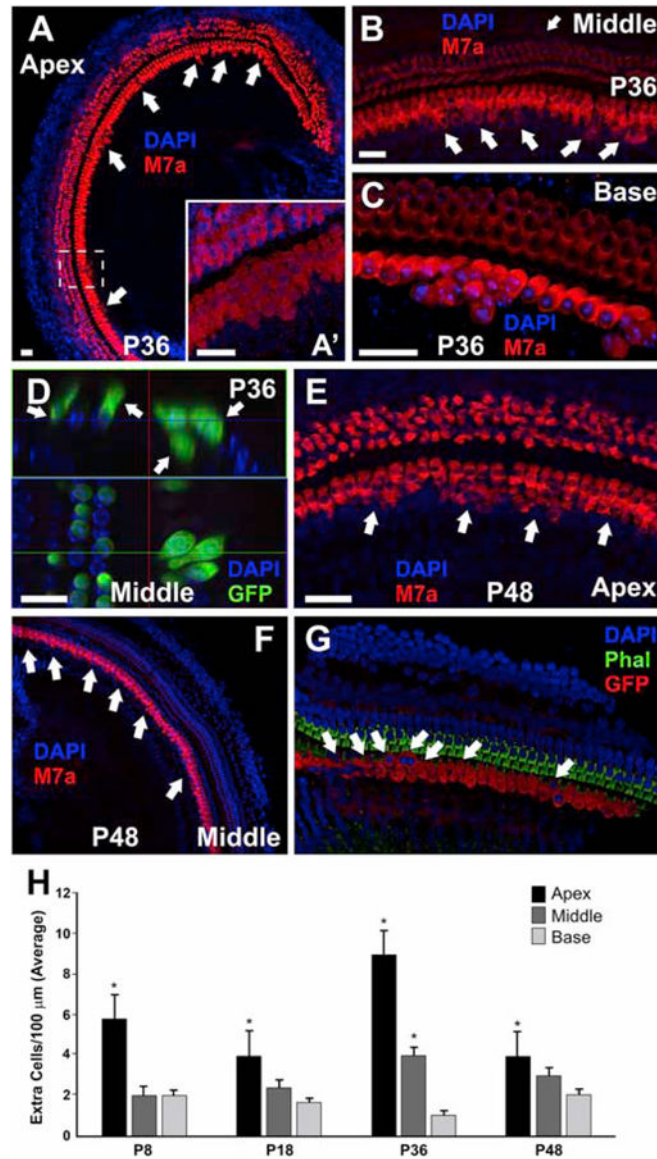 A
Apex
DAPI
M7a
P36
A'
B
DAPI
M7a
Middle
P36
C
Base
DAPI
M7a
P36
D
P36
Middle
DAPI
GFP
E
DAPI
M7a
P48
Apex
F
DAPI
M7a
P48
Middle
G
DAPI
Phal
GFP
H
Extra Cells/100 µm (Average)
12
10
8
6
4
2
0
* * * * *
Apex
Middle
Base
P8 P18 P36 P48